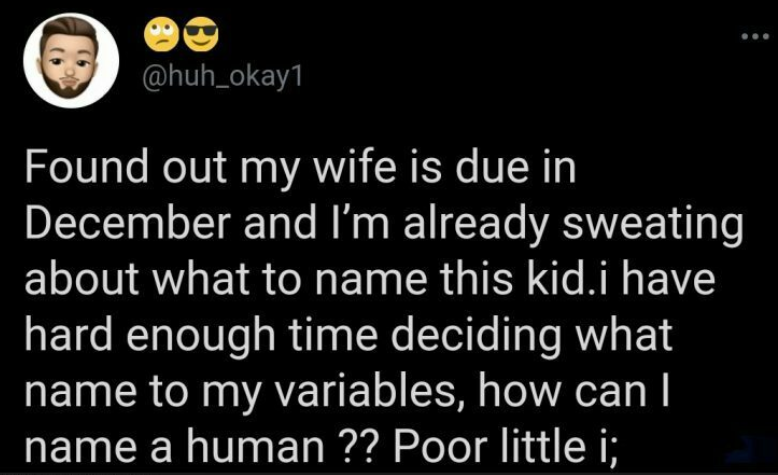 🙄😎
@huh_okay1
Found out my wife is due in
December and I’m already sweating
about what to name this kid.i have
hard enough time deciding what
name to my variables, how can I
name a human ?? Poor little i;